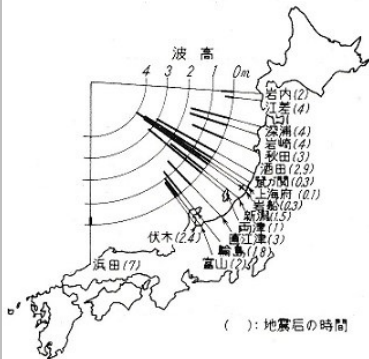 波高
4 3 2 1 0m
岩内(2)
江差(4)
深浦(4)
岩崎(4)
秋田(3)
酒田(2.9)
鼠ガ関(0.3)
上海府(0.1)
岩船(0.3)
新潟(1.5)
両津(1)
直江津(3)
伏木(2.4)
輪島(1.8)
富山(2)
浜田(7)
( ):地震后の時間